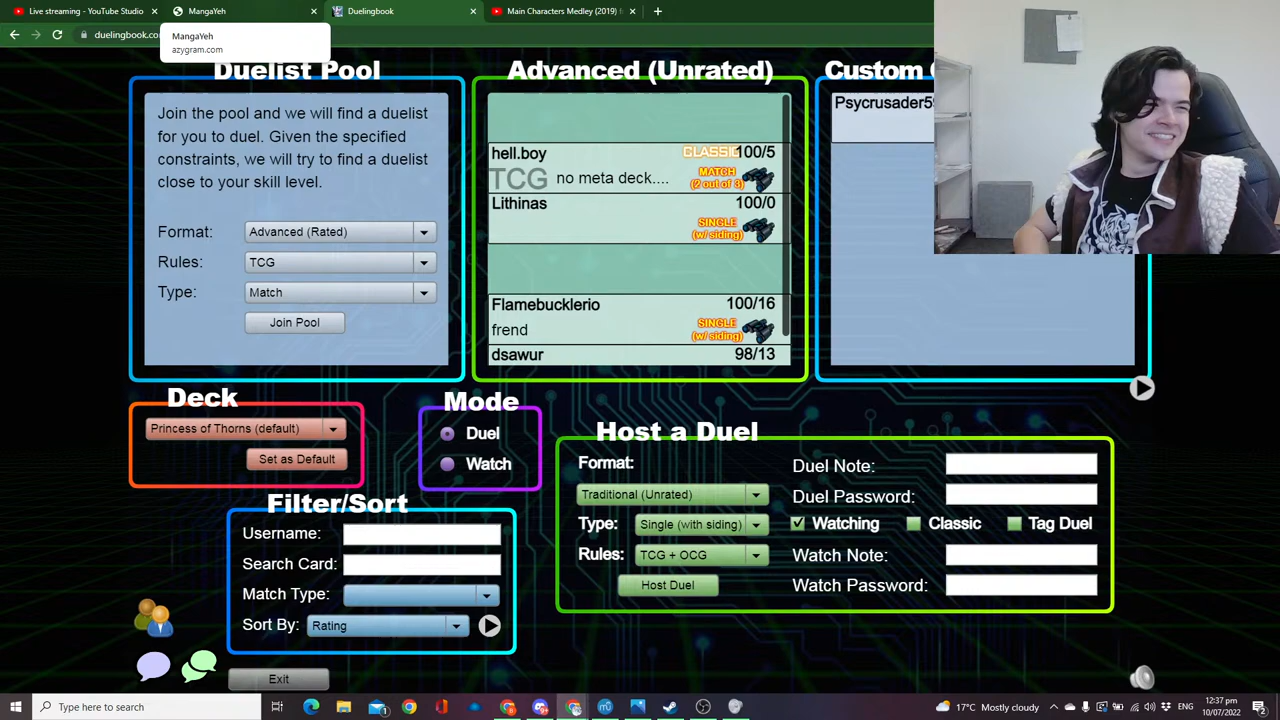 Live streaming - YouTube Studio
MangaYeh
Duelingbook
Main Characters Medley (2019) f
duelingbook.co
MangaYeh
azygram.com
Duelist Pool
Join the pool and we will find a duelist
for you to duel. Given the specified
constraints, we will try to find a duelist
close to your skill level.
Format: Advanced (Rated)
Rules: TCG
Type: Match
Join Pool
Advanced (Unrated)
hell.boy CLASSIC 100/5
TCG no meta deck.... MATCH
(2 out of 3)
Lithinas 100/0
SINGLE
(w/ siding)
Flamebucklerio 100/16
frend SINGLE
(w/ siding)
dsawur 98/13
Custom
Psycrusader5
Deck
Princess of Thorns (default)
Set as Default
Mode
Duel
Watch
Filter/Sort
Username:
Search Card:
Match Type:
Sort By: Rating
Exit
Host a Duel
Format:
Traditional (Unrated)
Type: Single (with siding)
Rules: TCG + OCG
Host Duel
Duel Note:
Duel Password:
Watching Classic Tag Duel
Watch Note:
Watch Password:
Type here to search
17°C Mostly cloudy
12:37 pm
10/07/2022